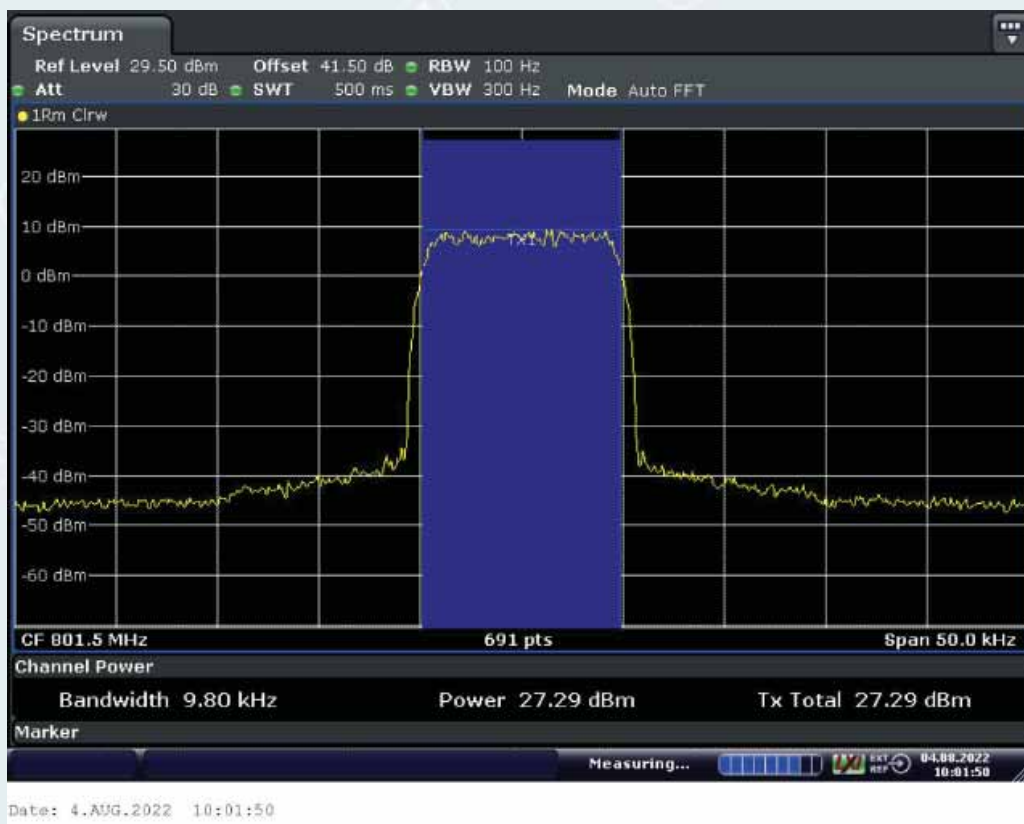 Spectrum
Ref Level 29.50 dBm Offset 41.50 dB RBW 100 Hz
Att 30 dB SWT 500 ms VBW 300 Hz Mode Auto FFT
1Rm Clrw
20 dBm
10 dBm
TX1
0 dBm
-10 dBm
-20 dBm
-30 dBm
-40 dBm
-50 dBm
-60 dBm
CF 801.5 MHz 691 pts Span 50.0 kHz
Channel Power
Bandwidth 9.80 kHz Power 27.29 dBm Tx Total 27.29 dBm
Marker
Measuring... LXI EXT REF 04.08.2022
10:01:50
Date: 4.AUG.2022 10:01:50